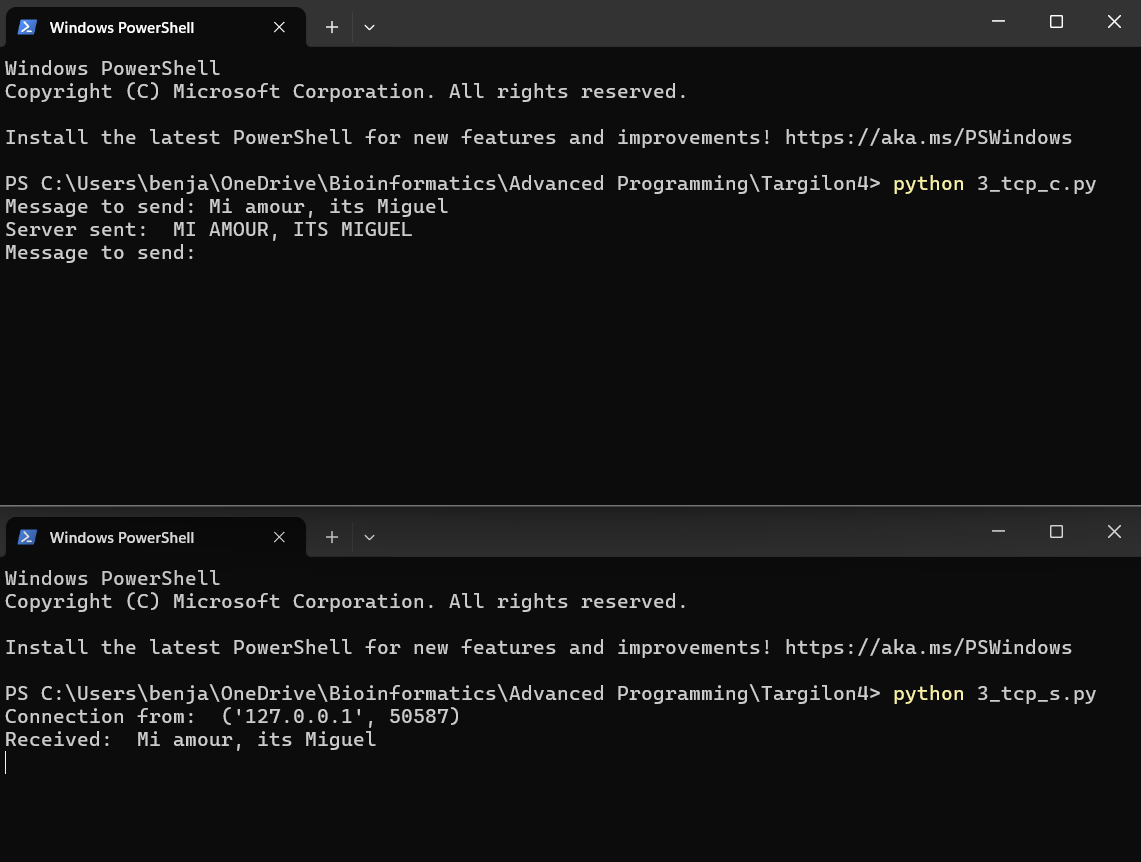 Windows PowerShell
Windows PowerShell
Copyright (C) Microsoft Corporation. All rights reserved.
Install the latest PowerShell for new features and improvements! https://aka.ms/PSWindows
PS C:\Users\benja\OneDrive\Bioinformatics\Advanced Programming\Targilon4> python 3_tcp_c.py
Message to send: Mi amour, its Miguel
Server sent:  MI AMOUR, ITS MIGUEL
Message to send:
Windows PowerShell
Windows PowerShell
Copyright (C) Microsoft Corporation. All rights reserved.
Install the latest PowerShell for new features and improvements! https://aka.ms/PSWindows
PS C:\Users\benja\OneDrive\Bioinformatics\Advanced Programming\Targilon4> python 3_tcp_s.py
Connection from:  ('127.0.0.1', 50587)
Received:  Mi amour, its Miguel